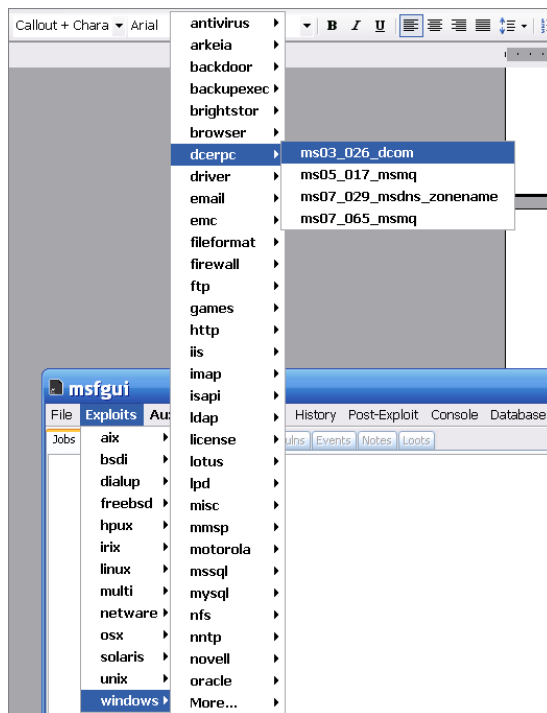 Callout + Chara Arial B I U
antivirus
arkeia
backdoor
backupexec
brightstor
browser
dcerpc
driver
email
emc
fileformat
firewall
ftp
games
http
iis
imap
isapi
ldap
license
lotus
lpd
misc
mmsp
motorola
mssql
mysql
nfs
nntp
novell
oracle
More...
ms03_026_dcom
ms05_017_msmq
ms07_029_msdns_zonename
ms07_065_msmq
msfgui
File Exploits Au History Post-Exploit Console Database
Jobs ulns Events Notes Loots
aix
bsdi
dialup
freebsd
hpux
irix
linux
multi
netware
osx
solaris
unix
windows